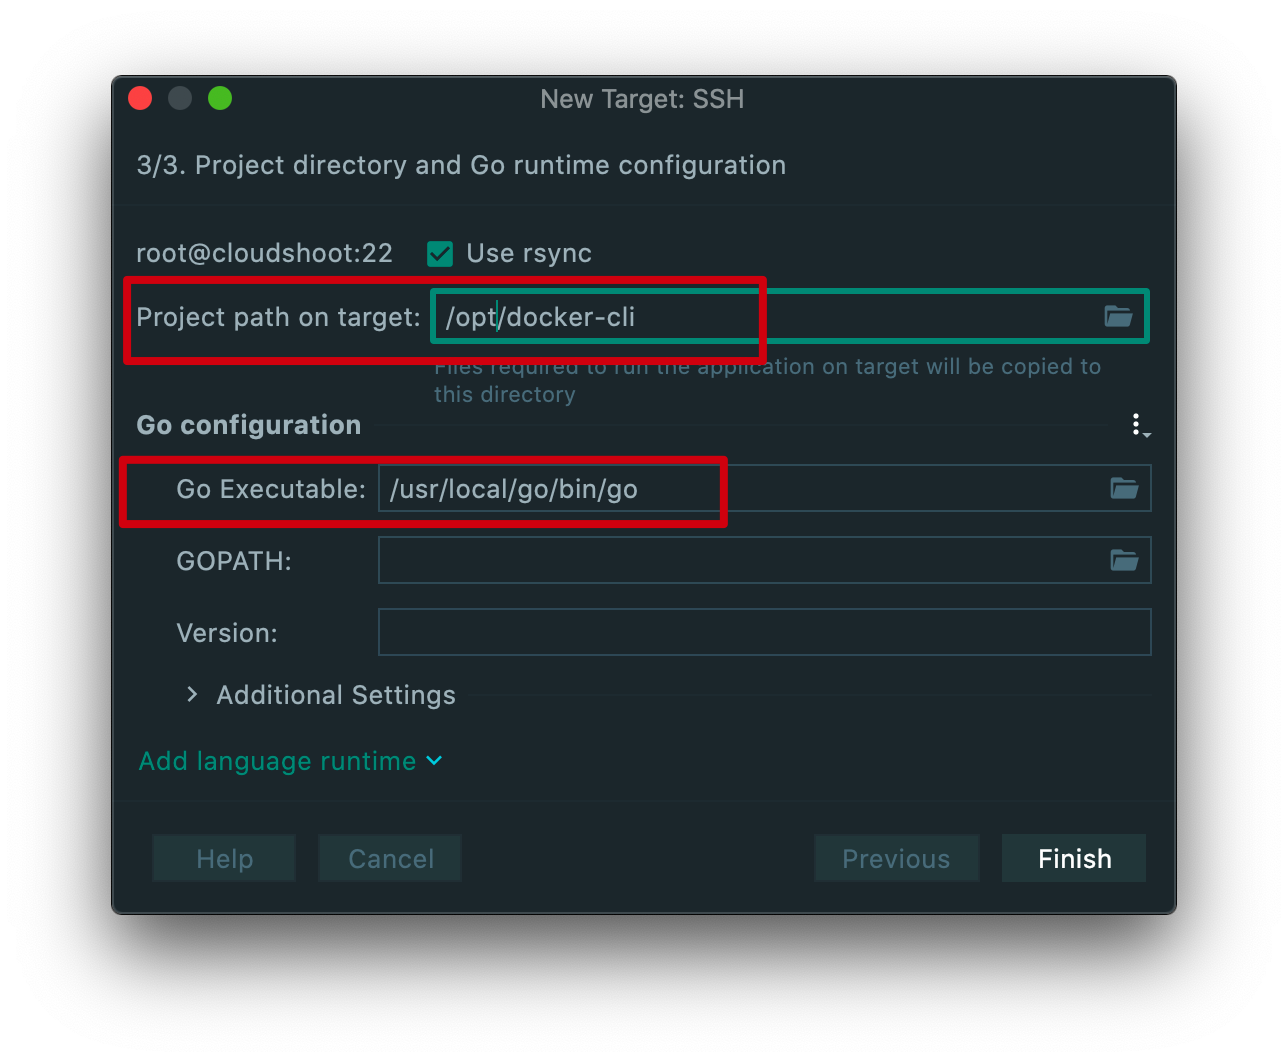 New Target: SSH
3/3. Project directory and Go runtime configuration
root@cloudshoot:22 Use rsync
Project path on target: /opt/docker-cli
Files required to run the application on target will be copied to
this directory
Go configuration
Go Executable: /usr/local/go/bin/go
GOPATH:
Version:
Additional Settings
Add language runtime
Help Cancel Previous Finish